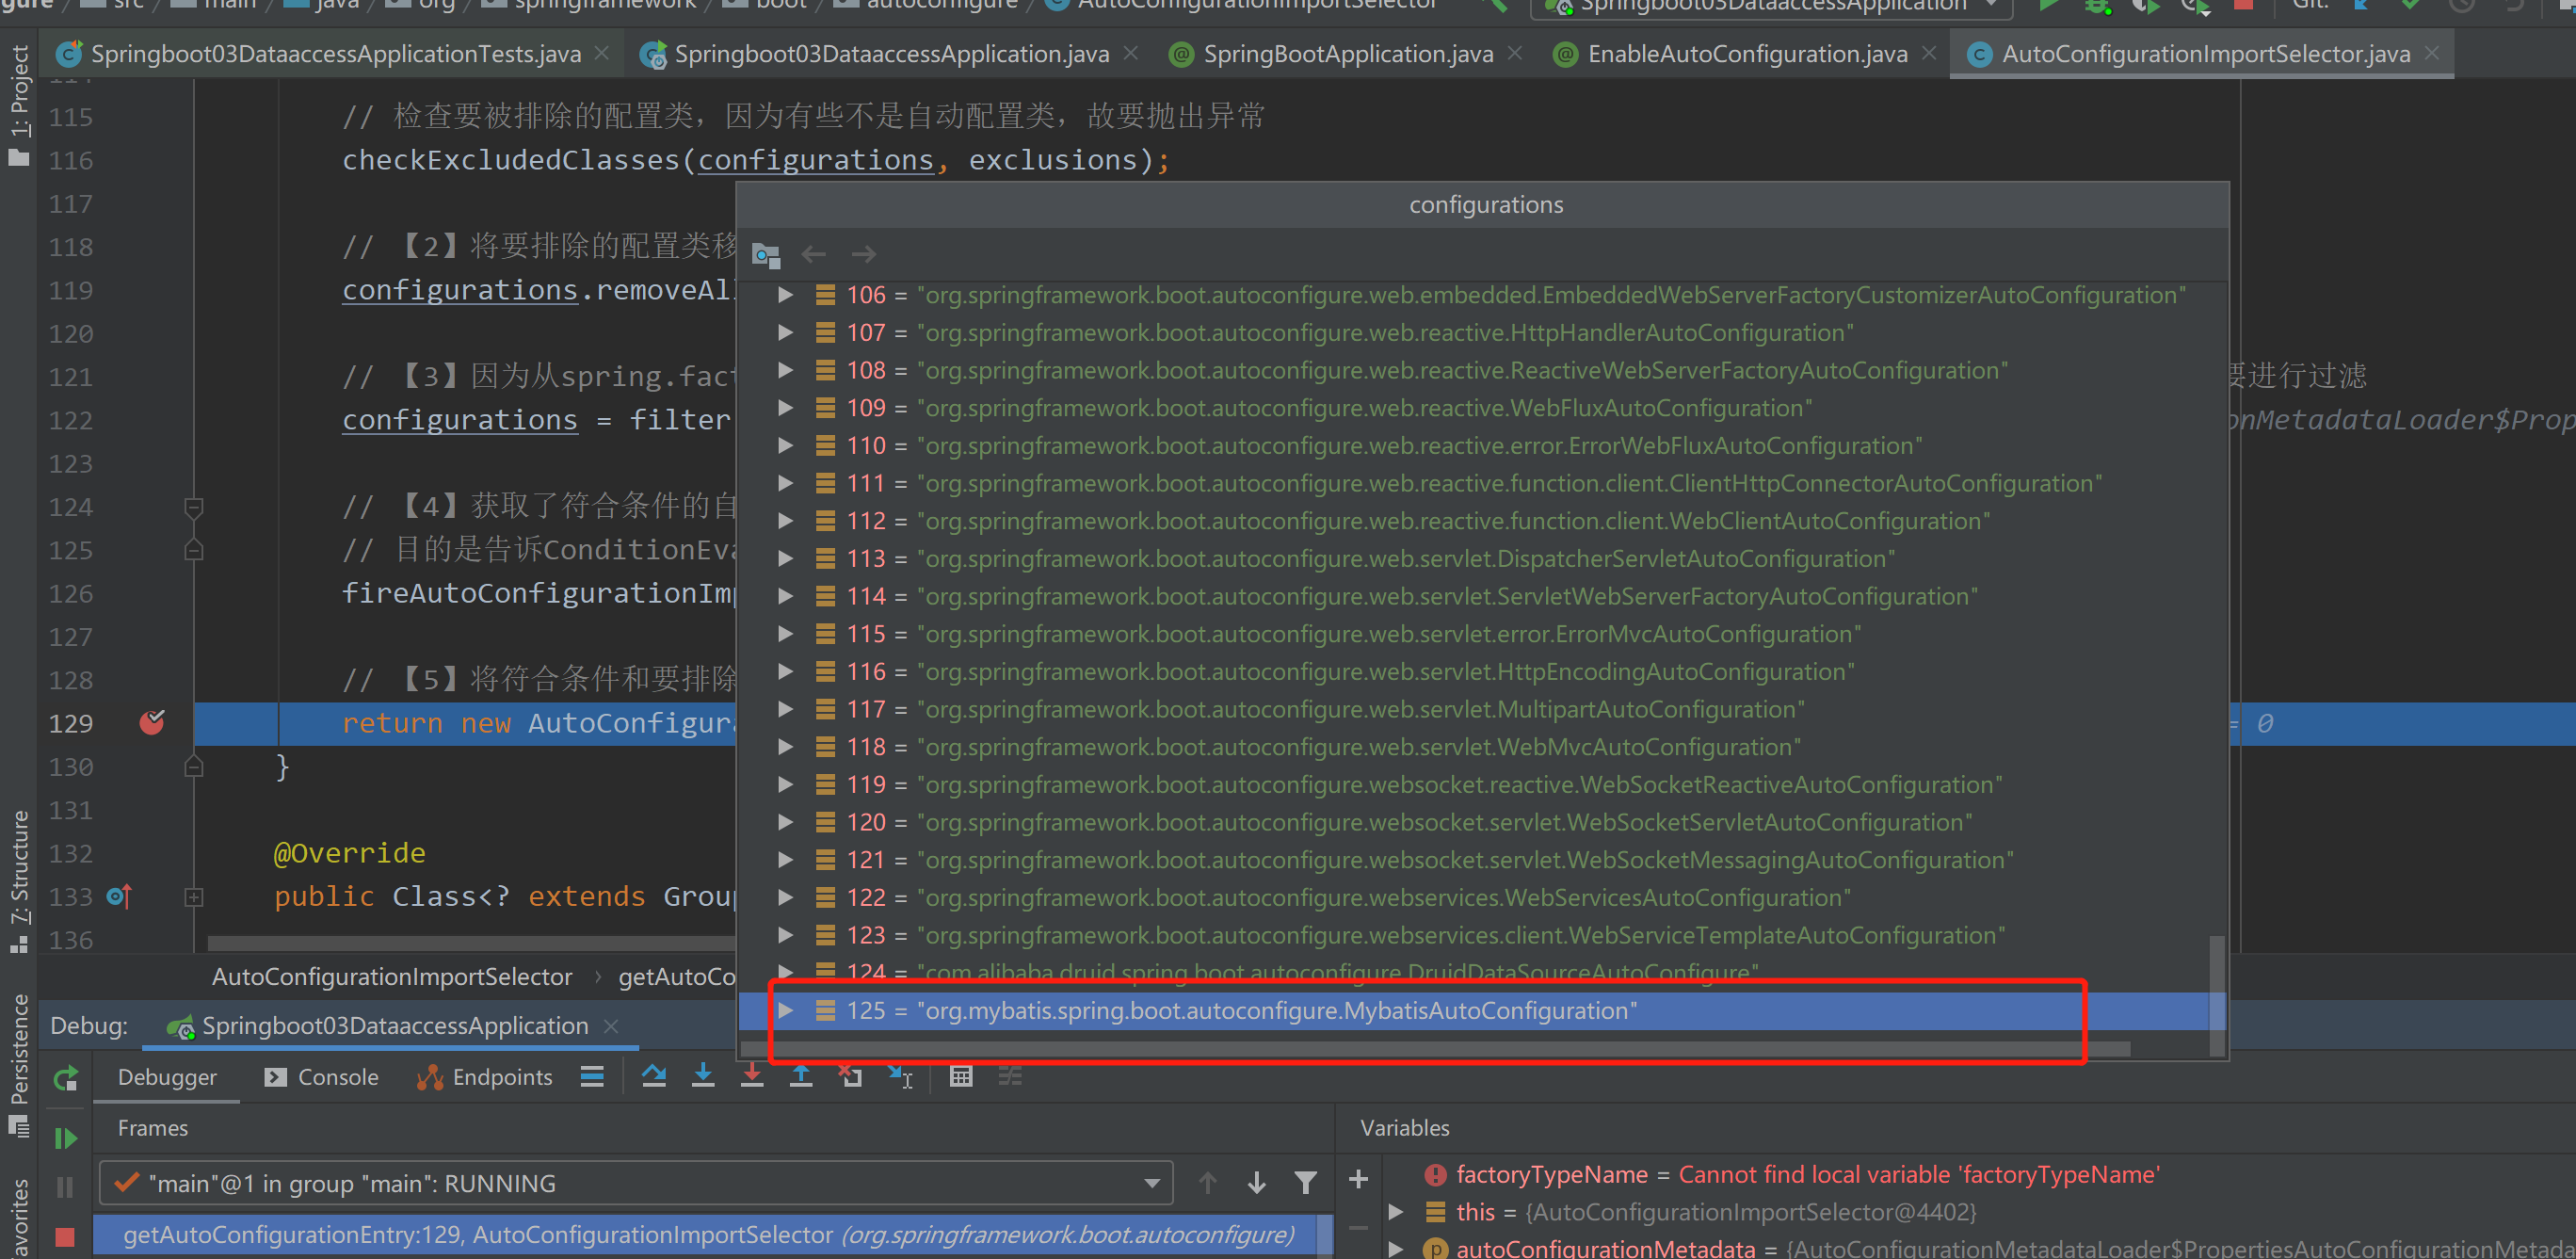 gure / src / main / java / org / springframework / boot / autoconfigure / AutoConfigurationImportSelector
Springboot03DataaccessApplication
Git:
Springboot03DataaccessApplicationTests.java
Springboot03DataaccessApplication.java
SpringBootApplication.java
EnableAutoConfiguration.java
AutoConfigurationImportSelector.java
1: Project
7: Structure
Persistence
avorites
115 // 检查要被排除的配置类，因为有些不是自动配置类，故要抛出异常
116 checkExcludedClasses(configurations, exclusions);
117
118 // 【2】将要排除的配置类移
119 configurations.removeAl
120
121 // 【3】因为从spring.fact 要进行过滤
122 configurations = filter onMetadataLoader$Prop
123
124 // 【4】获取了符合条件的自
125 // 目的是告诉ConditionEva
126 fireAutoConfigurationImp
127
128 // 【5】将符合条件和要排除
129 return new AutoConfigura = 0
130 }
131
132 @Override
133 public Class<? extends Group
136
configurations
106 = "org.springframework.boot.autoconfigure.web.embedded.EmbeddedWebServerFactoryCustomizerAutoConfiguration"
107 = "org.springframework.boot.autoconfigure.web.reactive.HttpHandlerAutoConfiguration"
108 = "org.springframework.boot.autoconfigure.web.reactive.ReactiveWebServerFactoryAutoConfiguration"
109 = "org.springframework.boot.autoconfigure.web.reactive.WebFluxAutoConfiguration"
110 = "org.springframework.boot.autoconfigure.web.reactive.error.ErrorWebFluxAutoConfiguration"
111 = "org.springframework.boot.autoconfigure.web.reactive.function.client.ClientHttpConnectorAutoConfiguration"
112 = "org.springframework.boot.autoconfigure.web.reactive.function.client.WebClientAutoConfiguration"
113 = "org.springframework.boot.autoconfigure.web.servlet.DispatcherServletAutoConfiguration"
114 = "org.springframework.boot.autoconfigure.web.servlet.ServletWebServerFactoryAutoConfiguration"
115 = "org.springframework.boot.autoconfigure.web.servlet.error.ErrorMvcAutoConfiguration"
116 = "org.springframework.boot.autoconfigure.web.servlet.HttpEncodingAutoConfiguration"
117 = "org.springframework.boot.autoconfigure.web.servlet.MultipartAutoConfiguration"
118 = "org.springframework.boot.autoconfigure.web.servlet.WebMvcAutoConfiguration"
119 = "org.springframework.boot.autoconfigure.websocket.reactive.WebSocketReactiveAutoConfiguration"
120 = "org.springframework.boot.autoconfigure.websocket.servlet.WebSocketServletAutoConfiguration"
121 = "org.springframework.boot.autoconfigure.websocket.servlet.WebSocketMessagingAutoConfiguration"
122 = "org.springframework.boot.autoconfigure.webservices.WebServicesAutoConfiguration"
123 = "org.springframework.boot.autoconfigure.webservices.client.WebServiceTemplateAutoConfiguration"
124 = "com.alibaba.druid.spring.boot.autoconfigure.DruidDataSourceAutoConfigure"
125 = "org.mybatis.spring.boot.autoconfigure.MybatisAutoConfiguration"
AutoConfigurationImportSelector › getAutoCo
Debug: Springboot03DataaccessApplication
Debugger Console Endpoints
Frames
Variables
"main"@1 in group "main": RUNNING
getAutoConfigurationEntry:129, AutoConfigurationImportSelector (org.springframework.boot.autoconfigure)
factoryTypeName = Cannot find local variable 'factoryTypeName'
this = {AutoConfigurationImportSelector@4402}
autoConfigurationMetadata = {AutoConfigurationMetadataLoader$PropertiesAutoConfigurationMetad